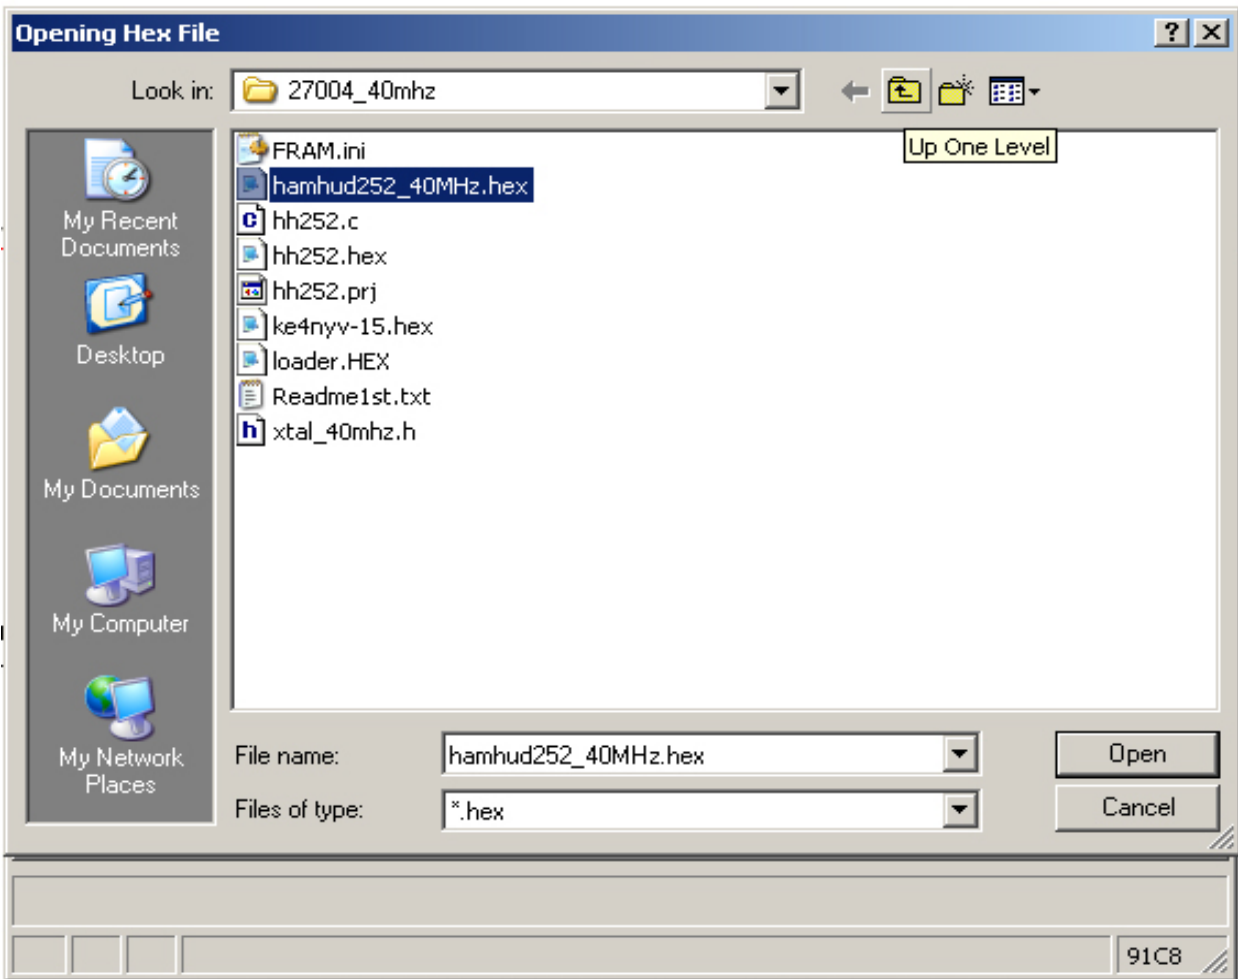 Opening Hex File
Look in: 27004_40mhz
Up One Level
My Recent
Documents
Desktop
My Documents
My Computer
My Network
Places
FRAM.ini
hamhud252_40MHz.hex
hh252.c
hh252.hex
hh252.prj
ke4nyv-15.hex
loader.HEX
Readme1st.txt
xtal_40mhz.h
File name: hamhud252_40MHz.hex Open
Files of type: *.hex Cancel
91C8